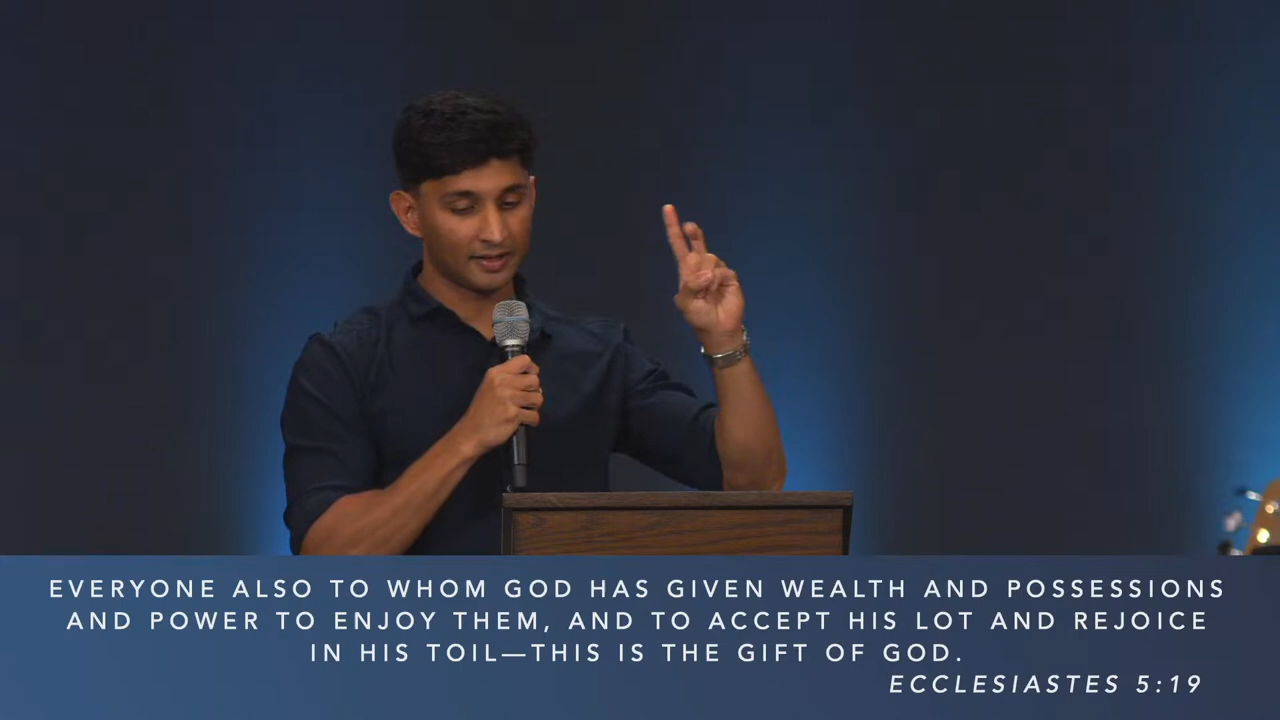 EVERYONE ALSO TO WHOM GOD HAS GIVEN WEALTH AND POSSESSIONS
AND POWER TO ENJOY THEM, AND TO ACCEPT HIS LOT AND REJOICE
IN HIS TOIL—THIS IS THE GIFT OF GOD.
ECCLESIASTES 5:19